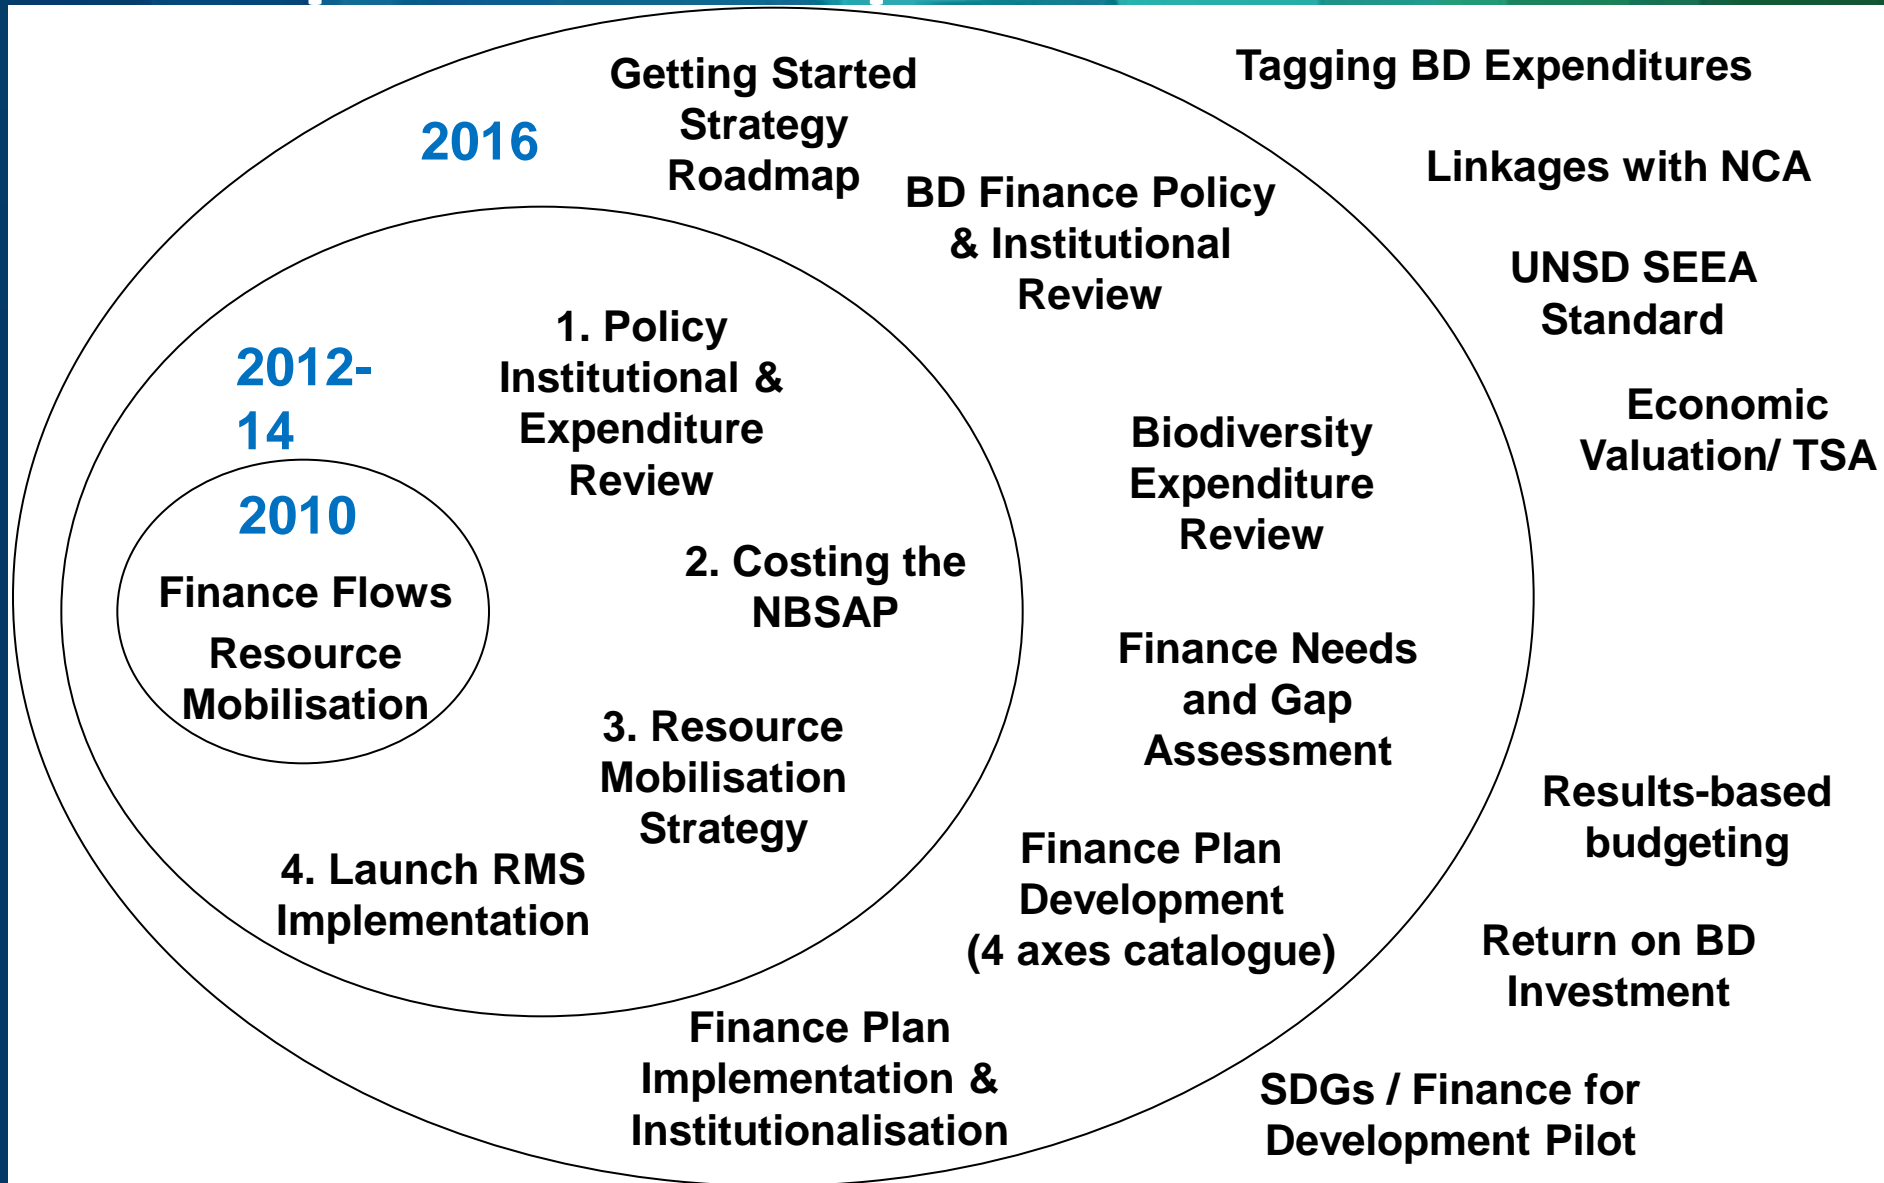 2016
Getting Started
Strategy
Roadmap
BD Finance Policy
& Institutional
Review
Biodiversity
Expenditure
Review
Finance Needs
and Gap
Assessment
Finance Plan
Development
(4 axes catalogue)
Finance Plan
Implementation &
Institutionalisation
2012-
14
1. Policy
Institutional &
Expenditure
Review
2. Costing the
NBSAP
3. Resource
Mobilisation
Strategy
4. Launch RMS
Implementation
2010
Finance Flows
Resource
Mobilisation
Tagging BD Expenditures
Linkages with NCA
UNSD SEEA
Standard
Economic
Valuation/ TSA
Results-based
budgeting
Return on BD
Investment
SDGs / Finance for
Development Pilot